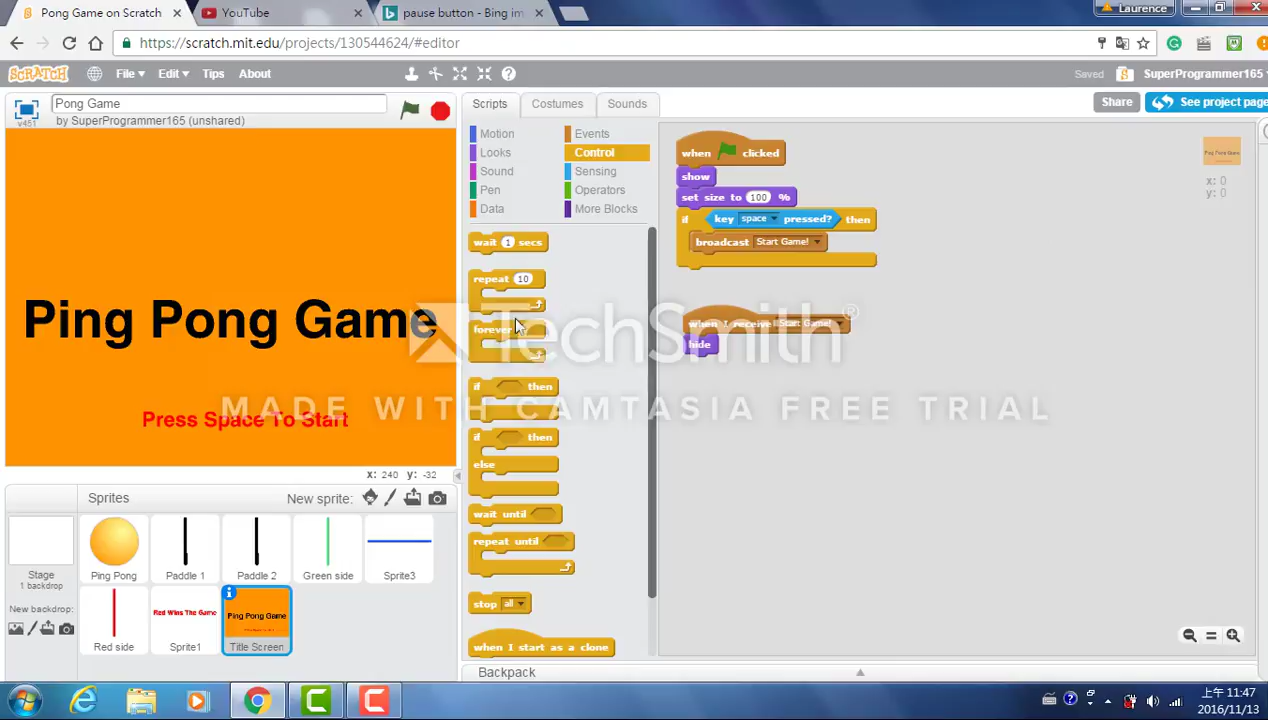 Pong Game on Scratch
YouTube
pause button - Bing im
Laurence
https://scratch.mit.edu/projects/130544624/#editor
SCRATCH
File
Edit
Tips
About
Saved
SuperProgrammer165
Pong Game
v451
by SuperProgrammer165 (unshared)
Share
See project page
Scripts
Costumes
Sounds
Motion
Events
Looks
Control
Sound
Sensing
Pen
Operators
Data
More Blocks
when clicked
show
set size to 100 %
if key space pressed? then
broadcast Start Game!
when I receive Start Game!
hide
Ping Pong Game
x: 0
y: 0
wait 1 secs
repeat 10
forever
if then
if then
else
wait until
repeat until
stop all
when I start as a clone
Ping Pong Game
Press Space To Start
TechSmith®
MADE WITH CAMTASIA FREE TRIAL
x: 240 y: -32
Sprites
New sprite:
Stage
1 backdrop
New backdrop:
Ping Pong
Paddle 1
Paddle 2
Green side
Sprite3
Red Wins The Game
Ping Pong Game
Red side
Sprite1
Title Screen
Backpack
上午 11:47
2016/11/13